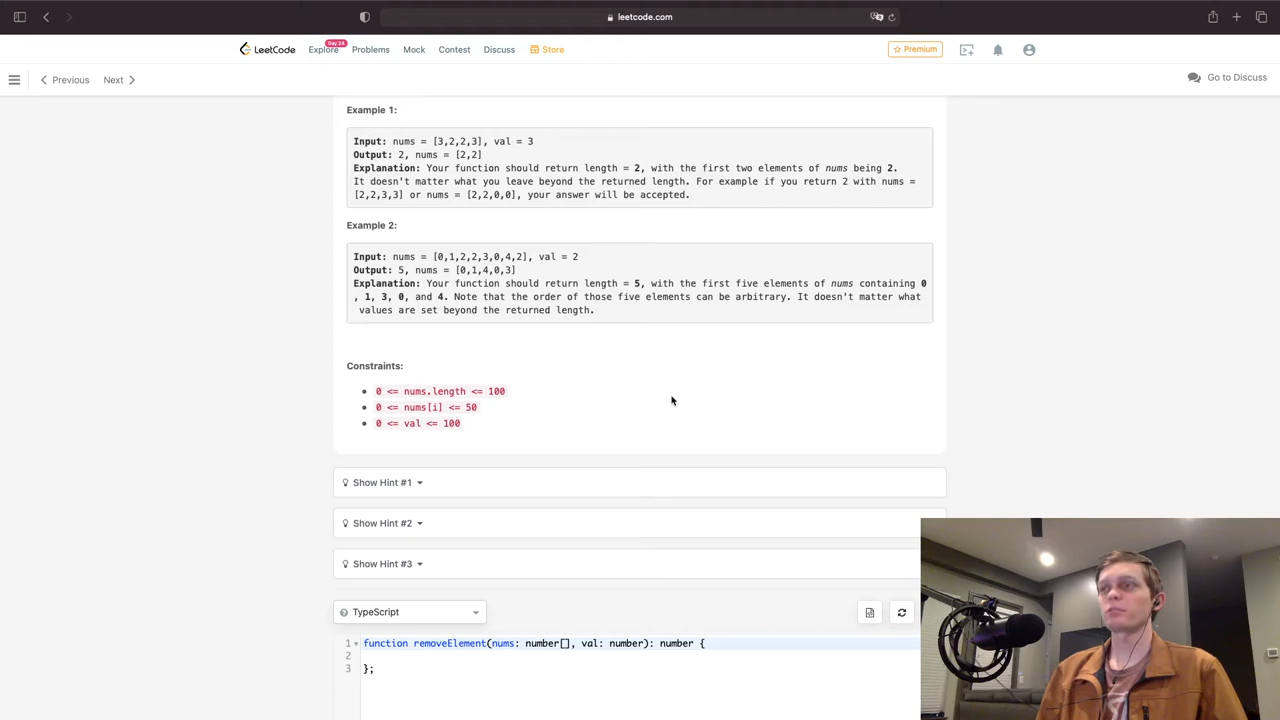 leetcode.com
LeetCode
Explore
Day 34
Problems
Mock
Contest
Discuss
Store
Premium
Previous
Next
Go to Discuss
Example 1:
Input: nums = [3,2,2,3], val = 3
Output: 2, nums = [2,2]
Explanation: Your function should return length = 2, with the first two elements of nums being 2.
It doesn't matter what you leave beyond the returned length. For example if you return 2 with nums =
[2,2,3,3] or nums = [2,2,0,0], your answer will be accepted.
Example 2:
Input: nums = [0,1,2,2,3,0,4,2], val = 2
Output: 5, nums = [0,1,4,0,3]
Explanation: Your function should return length = 5, with the first five elements of nums containing 0
, 1, 3, 0, and 4. Note that the order of those five elements can be arbitrary. It doesn't matter what
values are set beyond the returned length.
Constraints:
• 0 <= nums.length <= 100
• 0 <= nums[i] <= 50
• 0 <= val <= 100
Show Hint #1
Show Hint #2
Show Hint #3
TypeScript
1 function removeElement(nums: number[], val: number): number {
2
3 };